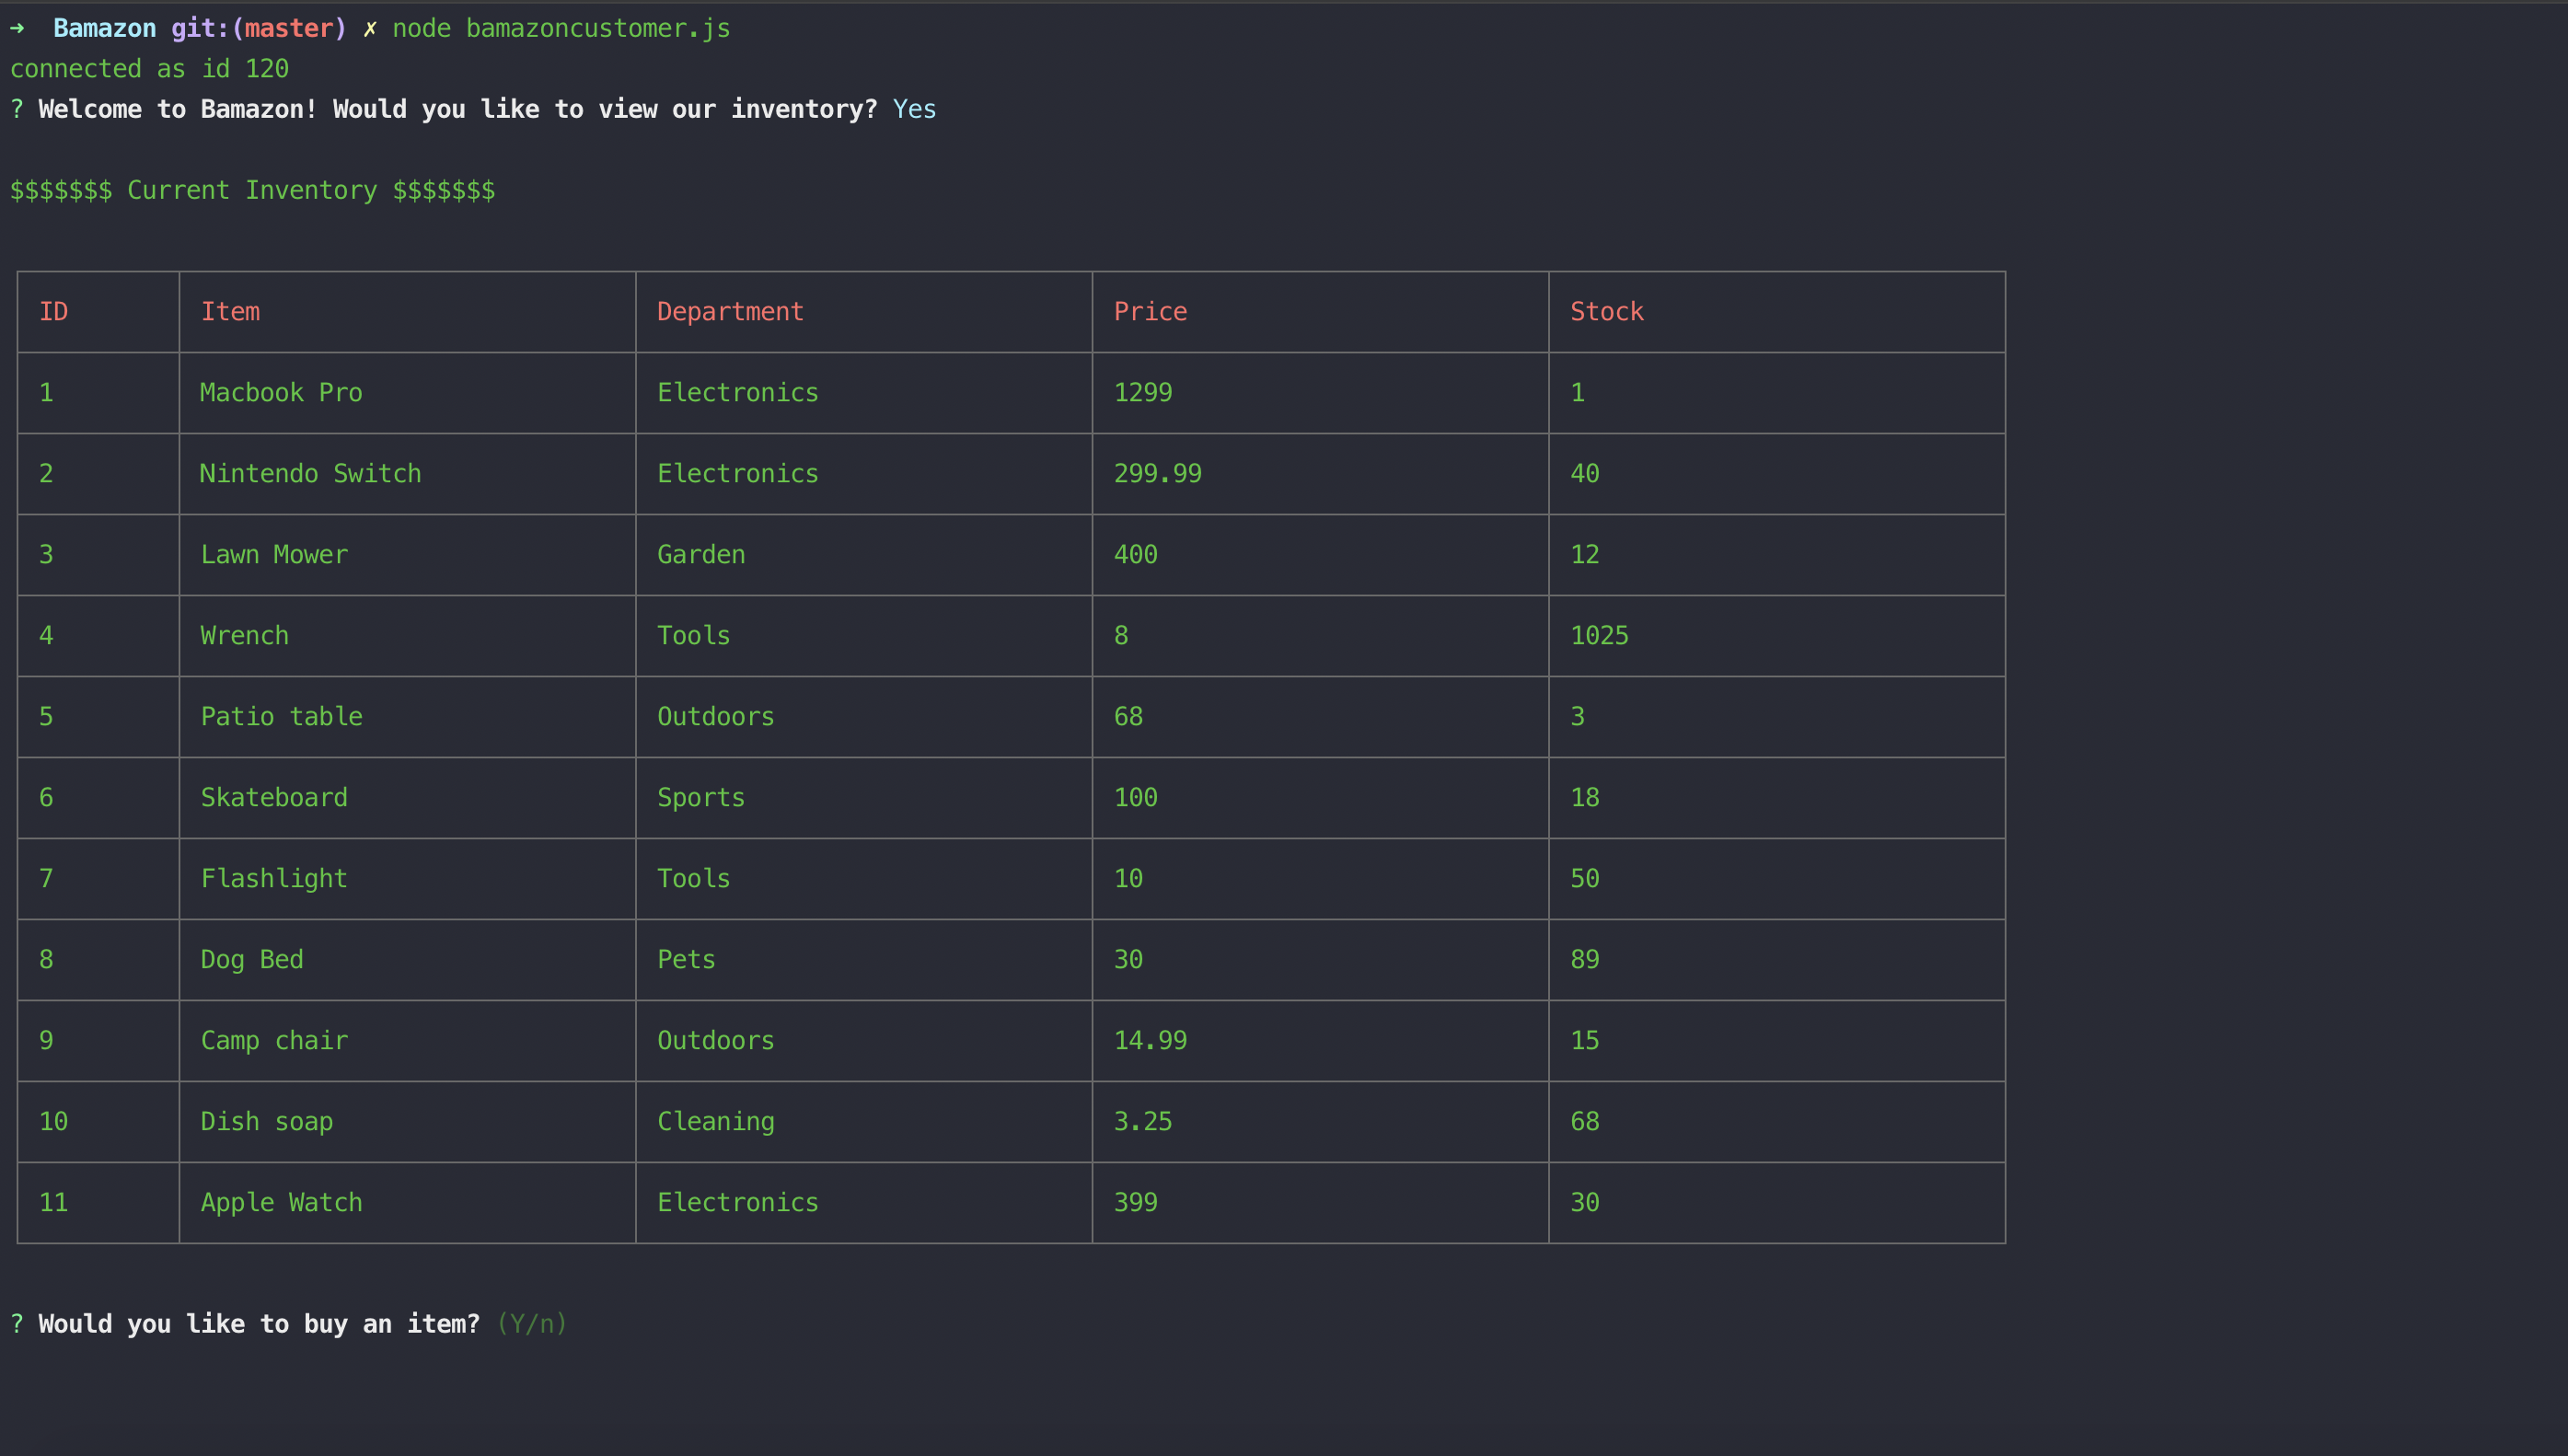 ➜  Bamazon git:(master) ✗ node bamazoncustomer.js
connected as id 120
? Welcome to Bamazon! Would you like to view our inventory? Yes
$$$$$$$ Current Inventory $$$$$$$
ID Item Department Price Stock
1 Macbook Pro Electronics 1299 1
2 Nintendo Switch Electronics 299.99 40
3 Lawn Mower Garden 400 12
4 Wrench Tools 8 1025
5 Patio table Outdoors 68 3
6 Skateboard Sports 100 18
7 Flashlight Tools 10 50
8 Dog Bed Pets 30 89
9 Camp chair Outdoors 14.99 15
10 Dish soap Cleaning 3.25 68
11 Apple Watch Electronics 399 30
? Would you like to buy an item? (Y/n)